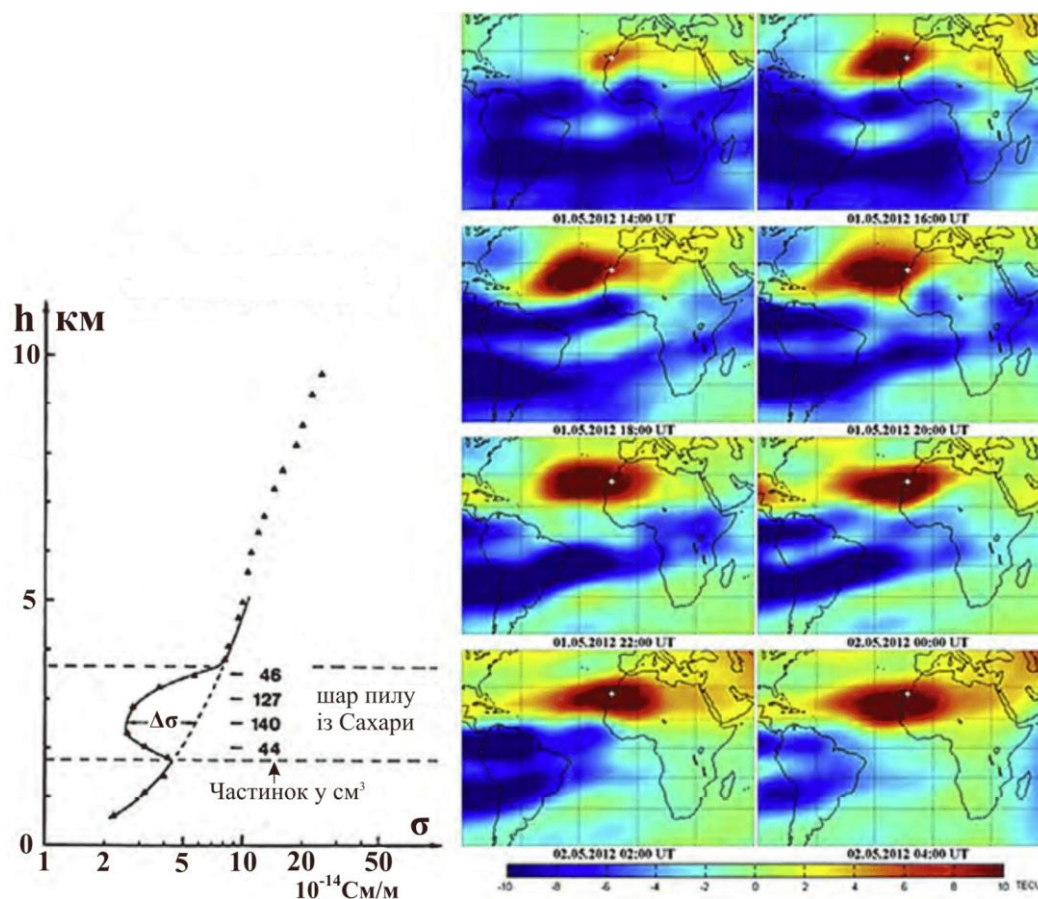 h км
10
5
0
46
127
140
44
Δσ
шар пилу
із Сахари
Частинок у см³
σ
1 2 5 10 20 50
10⁻¹⁴См/м
01.05.2012 14:00 UT
01.05.2012 16:00 UT
01.05.2012 18:00 UT
01.05.2012 20:00 UT
01.05.2012 22:00 UT
02.05.2012 00:00 UT
02.05.2012 02:00 UT
02.05.2012 04:00 UT
-10 -8 -6 -4 -2 0 2 4 6 8 10 TECU